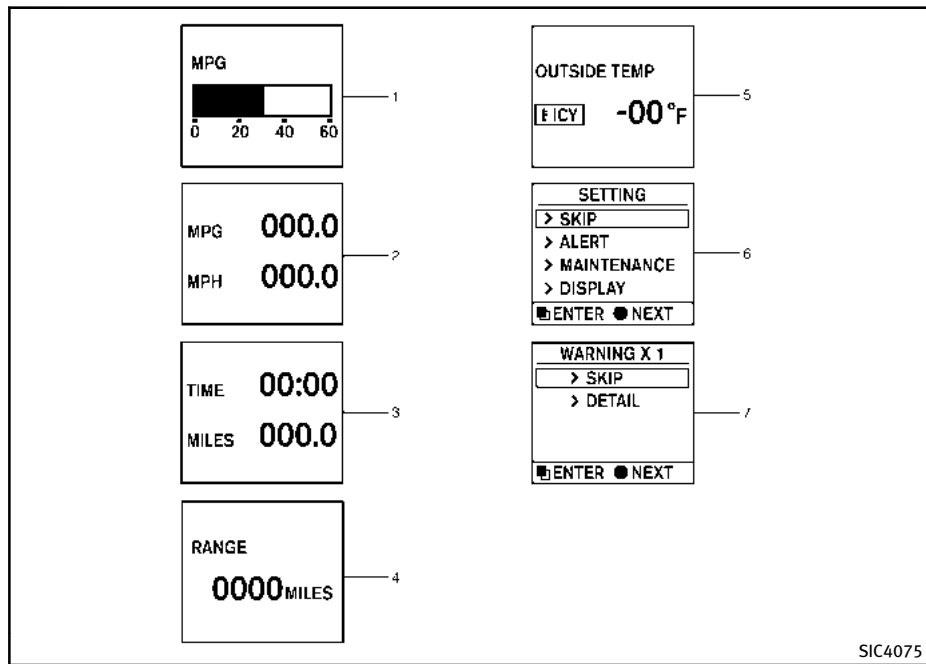 MPG
0 20 40 60
1
MPG 000.0
MPH 000.0
2
TIME 00:00
MILES 000.0
3
RANGE
0000 MILES
4
OUTSIDE TEMP
ICY -00°F
5
SETTING
> SKIP
> ALERT
> MAINTENANCE
> DISPLAY
ENTER NEXT
6
WARNING X 1
> SKIP
> DETAIL
ENTER NEXT
7
SIC4075